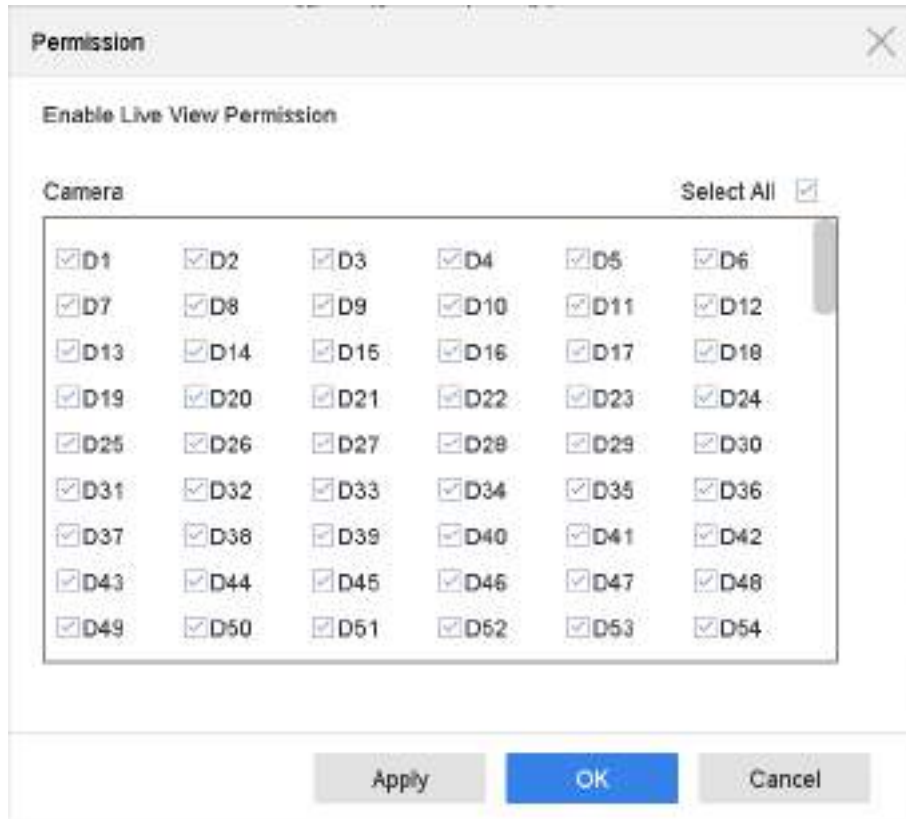 Permission
Enable Live View Permission
Camera Select All
D1 D2 D3 D4 D5 D6
D7 D8 D9 D10 D11 D12
D13 D14 D15 D16 D17 D18
D19 D20 D21 D22 D23 D24
D25 D26 D27 D28 D29 D30
D31 D32 D33 D34 D35 D36
D37 D38 D39 D40 D41 D42
D43 D44 D45 D46 D47 D48
D49 D50 D51 D52 D53 D54
Apply OK Cancel